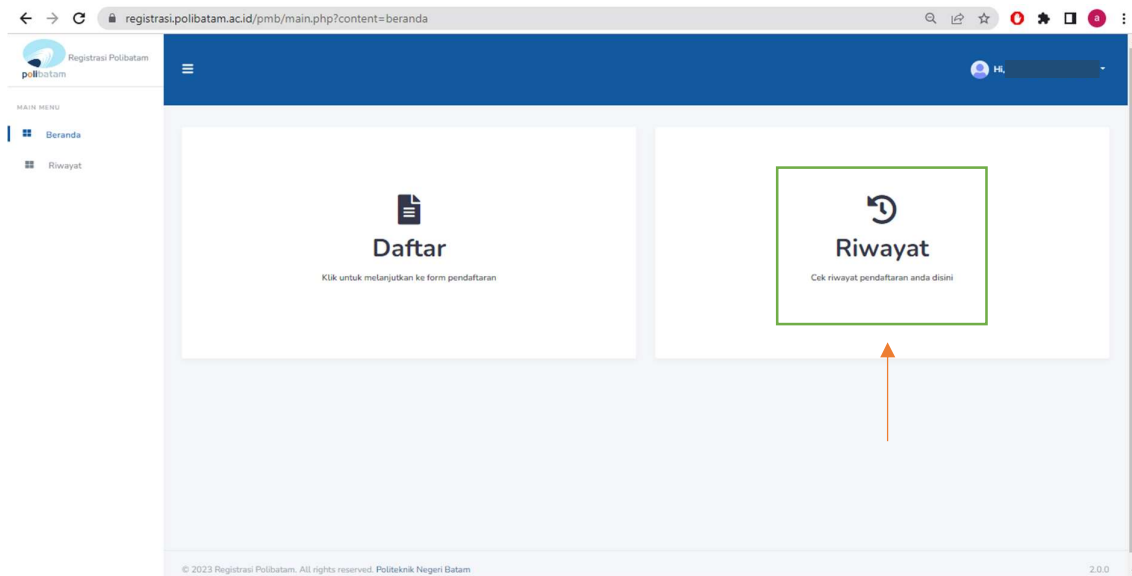 registrasi.polibatam.ac.id/pmb/main.php?content=beranda
a
Registrasi Polibatam
polibatam
Hi,
MAIN MENU
Beranda
Riwayat
Daftar
Klik untuk melanjutkan ke form pendaftaran
Riwayat
Cek riwayat pendaftaran anda disini
© 2023 Registrasi Polibatam. All rights reserved. Politeknik Negeri Batam
2.0.0